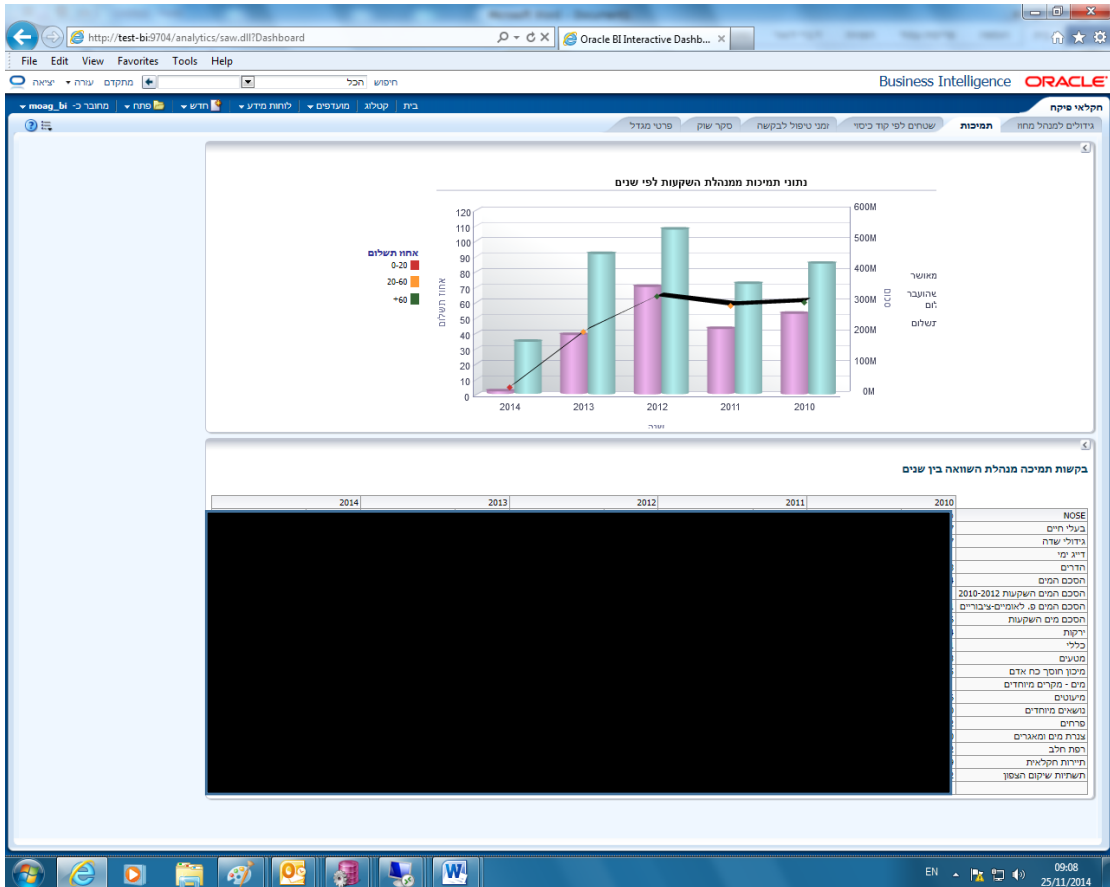 http://test-bi:9704/analytics/saw.dll?Dashboard
Oracle BI Interactive Dashb...
File Edit View Favorites Tools Help
Business Intelligence ORACLE
חיפוש הכל
מתקדם עזרה יציאה
חקלאי פיקח
בית קטלוג מועדפים לוחות מידע חדש פתח מחובר כ- moag_bi
גידולים למנהל מחוז תמיכות שטחים לפי קוד כיסוי זמני טיפול לבקשה סקר שוק פרטי מגדל
נתוני תמיכות ממנהלת השקעות לפי שנים
120
110
100
90
80
70
60
50
40
30
20
10
0
אחוז תשלום
600M
500M
400M
300M
200M
100M
0M
סכום
2014 2013 2012 2011 2010
שנה
אחוז תשלום
0-20
20-60
60+
מאושר
שהועבר
תשלום
בקשות תמיכה מנהלת השוואה בין שנים
2010 2011 2012 2013 2014
NOSE
בעלי חיים
גידולי שדה
דייג ימי
הדרים
הסכם המים
הסכם המים השקעות 2010-2012
הסכם המים פ. לאומיים-ציבוריים
הסכם מים השקעות
ירקות
כללי
מטעים
מיכון חוסך כח אדם
מים - מקרים מיוחדים
מיעוטים
נושאים מיוחדים
פרחים
צנרת מים ומאגרים
רפת חלב
תיירות חקלאית
תשתיות שיקום הצפון
EN
09:08
25/11/2014